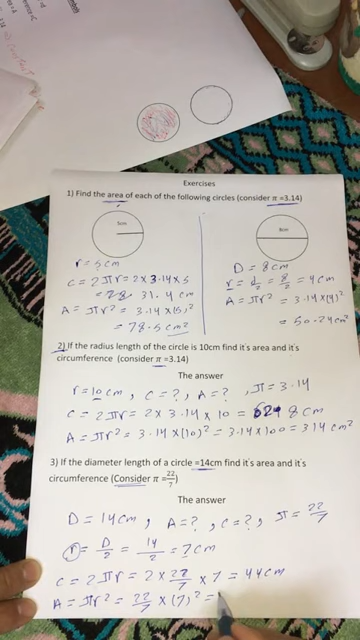 Exercises
1) Find the area of each of the following circles (consider π =3.14)
5cm
r = 5cm
C = 2πr = 2 × 3.14 × 5
= 31.4 cm
A = πr² = 3.14 × (5)²
= 78.5 cm²
8cm
D = 8cm
r = D/2 = 8/2 = 4cm
A = πr² = 3.14 × (4)²
= 50.24 cm²
2) If the radius length of the circle is 10cm find it's area and it's
circumference (consider π =3.14)
The answer
r = 10cm, C = ?, A = ?, π = 3.14
C = 2πr = 2 × 3.14 × 10 = 62.8 cm
A = πr² = 3.14 × (10)² = 3.14 × 100 = 314 cm²
3) If the diameter length of a circle =14cm find it's area and it's
circumference (Consider π =22/7)
The answer
D = 14cm, A = ?, C = ?, π = 22/7
r = D/2 = 14/2 = 7cm
C = 2πr = 2 × 22/7 × 7 = 44cm
A = πr² = 22/7 × (7)² =